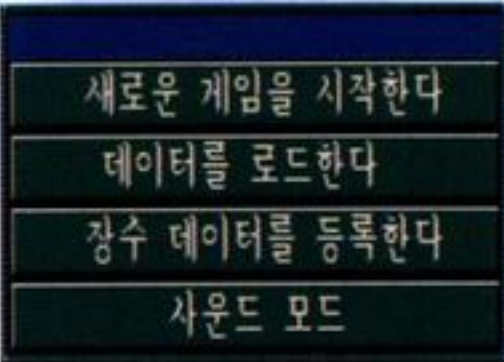 새로운 게임을 시작한다
데이터를 로드한다
장수 데이터를 등록한다
사운드 모드